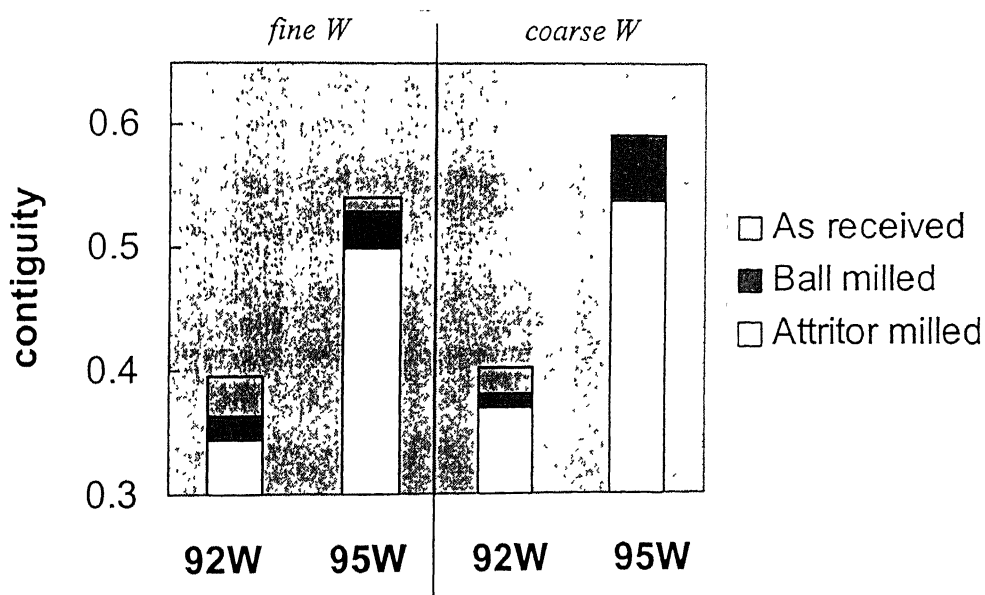 fine W
coarse W
0.6
0.5
0.4
0.3
contiguity
As received
Ball milled
Attritor milled
92W
95W
92W
95W